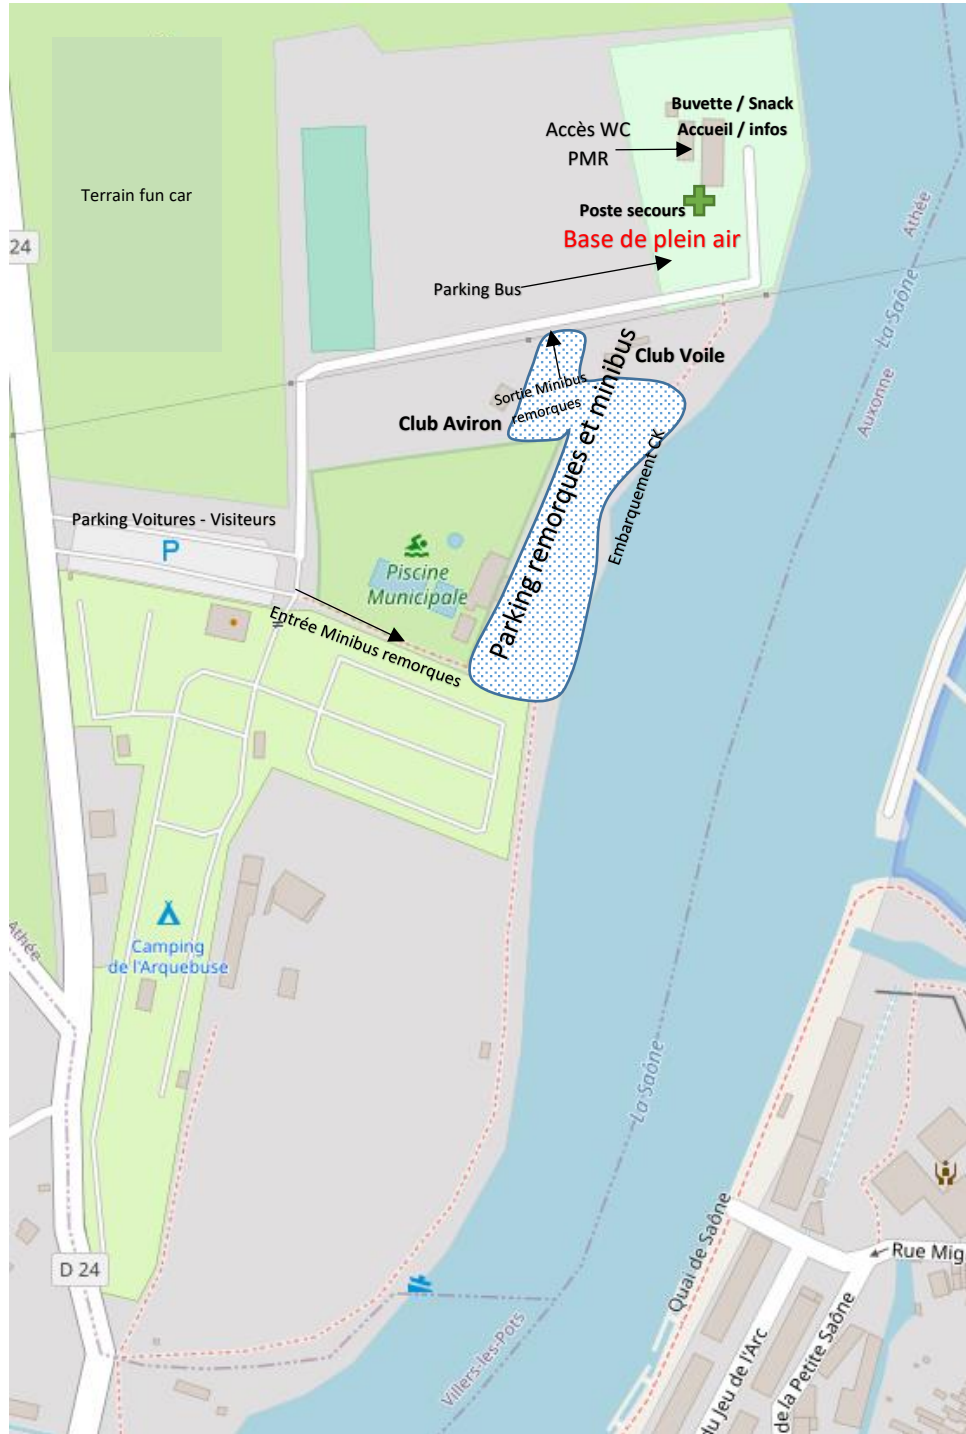 Buvette / Snack
Accueil / infos
Accès WC
PMR
Terrain fun car
Poste secours
Base de plein air
24
Athée
La Saône
Parking Bus
La Saône
Auxonne
Club Voile
Sortie Minibus
remorques
Club Aviron
Parking remorques et minibus
Embarquement CK
Parking Voitures - Visiteurs
P
Piscine
Municipale
Entrée Minibus remorques
Camping
de l'Arquebuse
Athée
La Saône
D 24
Quai de Saône
Rue Mig
Villers-les-Pots
du Jeu de l'Arc
de la Petite Saône